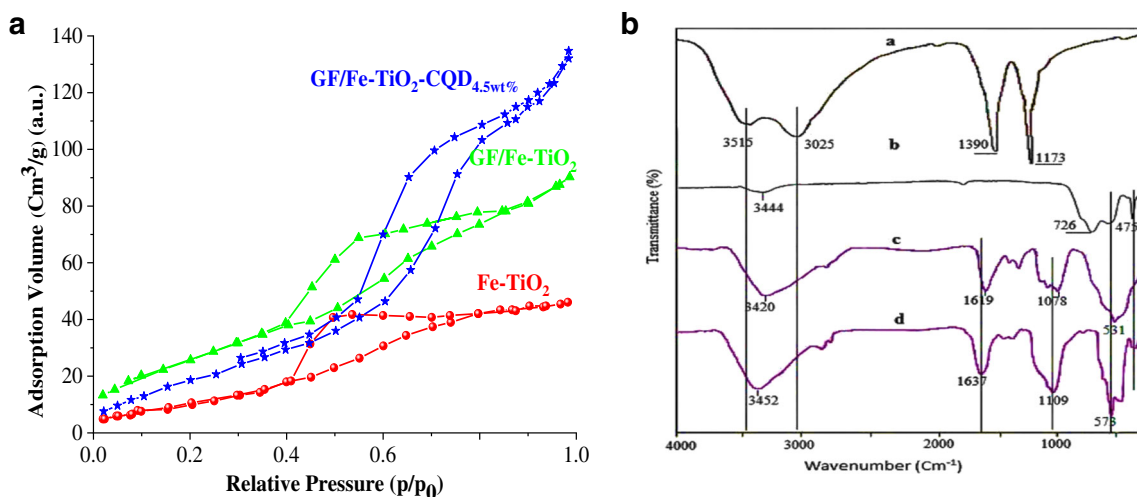 a
140
120
100
80
60
40
20
0
Adsorption Volume (Cm³/g) (a.u.)
GF/Fe-TiO₂-CQD₄.₅wt%
GF/Fe-TiO₂
Fe-TiO₂
0.0 0.2 0.4 0.6 0.8 1.0
Relative Pressure (p/p₀)
b
a
3515 3025 1390 1173
b
3444 726 475
c
3420 1619 1078 531
d
3452 1637 1109 573
Transmittance (%)
4000 3000 2000 1000
Wavenumber (Cm⁻¹)